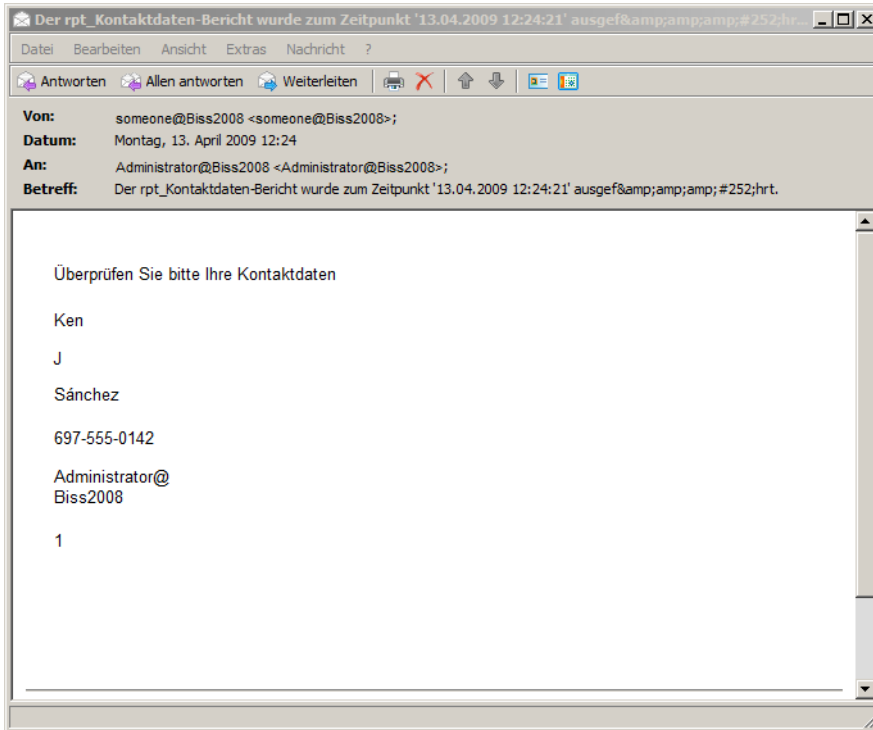 Der rpt_Kontaktdaten-Bericht wurde zum Zeitpunkt '13.04.2009 12:24:21' ausgef&amp;amp;amp;#252;hr...
Datei Bearbeiten Ansicht Extras Nachricht ?
Antworten Allen antworten Weiterleiten
Von: someone@Biss2008 <someone@Biss2008>;
Datum: Montag, 13. April 2009 12:24
An: Administrator@Biss2008 <Administrator@Biss2008>;
Betreff: Der rpt_Kontaktdaten-Bericht wurde zum Zeitpunkt '13.04.2009 12:24:21' ausgef&amp;amp;amp;#252;hrt.
Überprüfen Sie bitte Ihre Kontaktdaten
Ken
J
Sánchez
697-555-0142
Administrator@
Biss2008
1